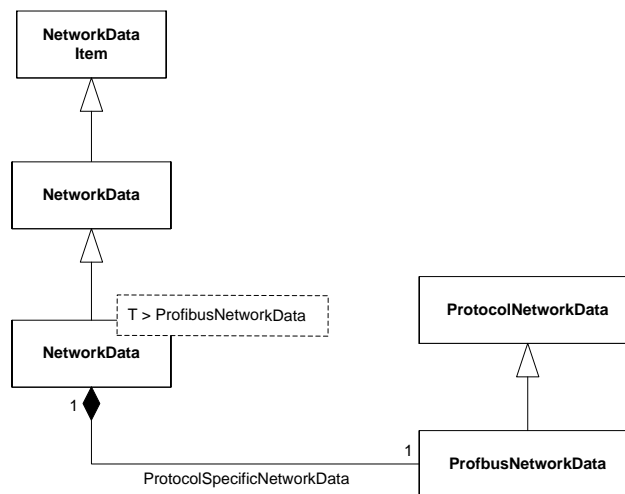 NetworkData
Item
NetworkData
T > ProfibusNetworkData
NetworkData
ProtocolNetworkData
1
1
ProtocolSpecificNetworkData
ProfbusNetworkData